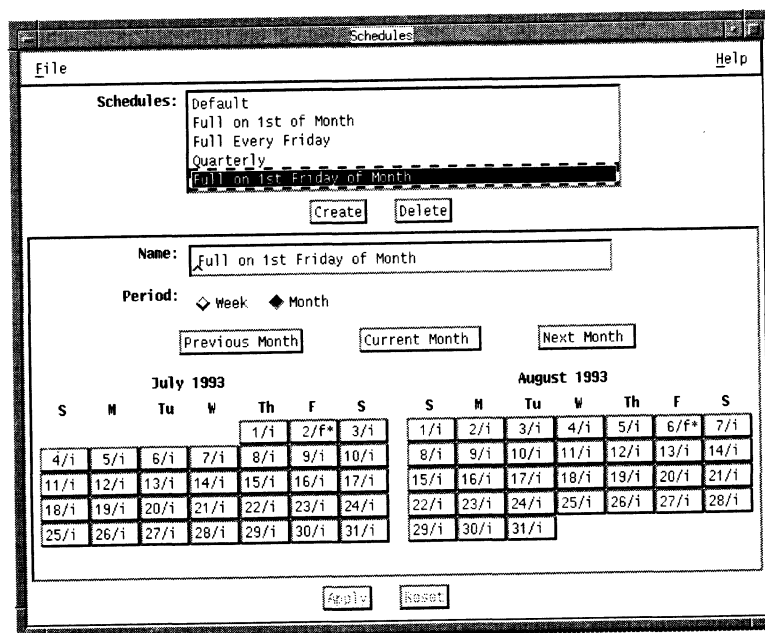 Schedules
File Help
Schedules: Default
Full on 1st of Month
Full Every Friday
Quarterly
Full on 1st Friday of Month
Create Delete
Name: Full on 1st Friday of Month
Period: Week Month
Previous Month Current Month Next Month
July 1993 August 1993
S M Tu W Th F S S M Tu W Th F S
1/i 2/f* 3/i 1/i 2/i 3/i 4/i 5/i 6/f* 7/i
4/i 5/i 6/i 7/i 8/i 9/i 10/i 8/i 9/i 10/i 11/i 12/i 13/i 14/i
11/i 12/i 13/i 14/i 15/i 16/i 17/i 15/i 16/i 17/i 18/i 19/i 20/i 21/i
18/i 19/i 20/i 21/i 22/i 23/i 24/i 22/i 23/i 24/i 25/i 26/i 27/i 28/i
25/i 26/i 27/i 28/i 29/i 30/i 31/i 29/i 30/i 31/i
Apply Reset